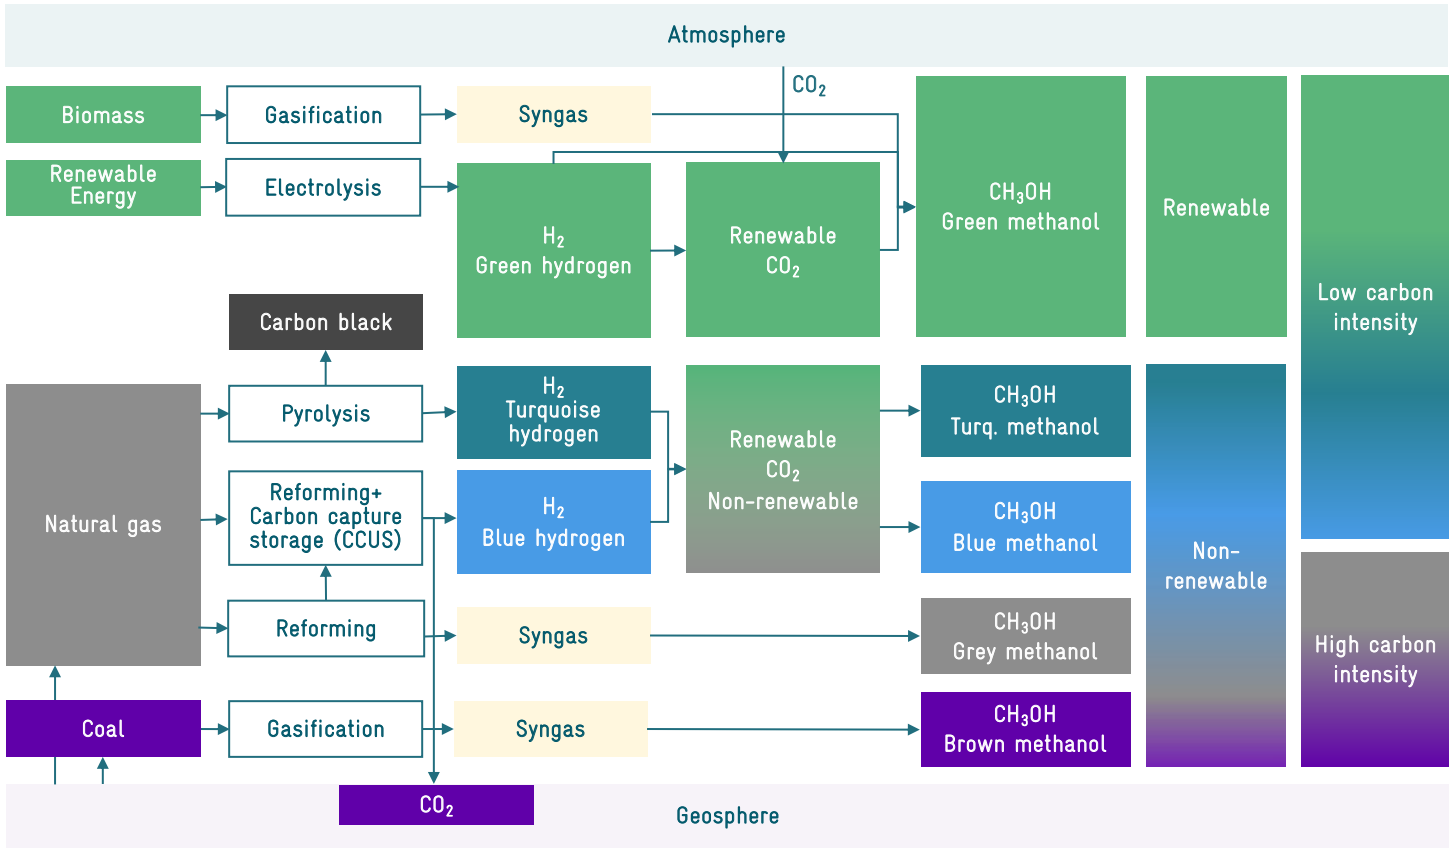 Atmosphere
CO₂
Biomass
Gasification
Syngas
Renewable
Energy
Electrolysis
H₂
Green hydrogen
Renewable
CO₂
CH₃OH
Green methanol
Renewable
Low carbon
intensity
Carbon black
Natural gas
Pyrolysis
H₂
Turquoise
hydrogen
Renewable
CO₂
Non-renewable
CH₃OH
Turq. methanol
Reforming+
Carbon capture
storage (CCUS)
H₂
Blue hydrogen
CH₃OH
Blue methanol
Non-
renewable
Reforming
Syngas
CH₃OH
Grey methanol
High carbon
intensity
Coal
Gasification
Syngas
CH₃OH
Brown methanol
CO₂
Geosphere